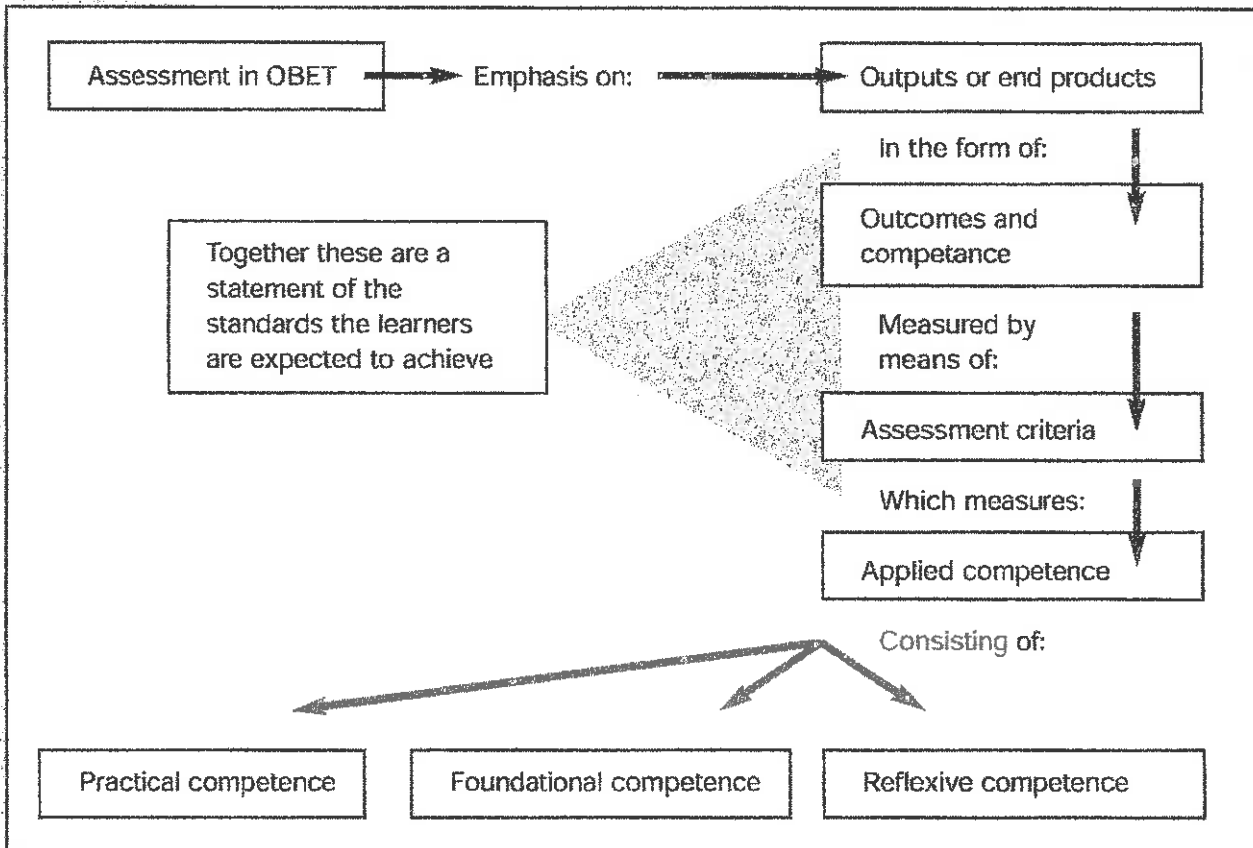 Assessment in OBET
Emphasis on:
Outputs or end products
in the form of:
Outcomes and
competance
Together these are a
statement of the
standards the learners
are expected to achieve
Measured by
means of:
Assessment criteria
Which measures:
Applied competence
Consisting of:
Practical competence
Foundational competence
Reflexive competence